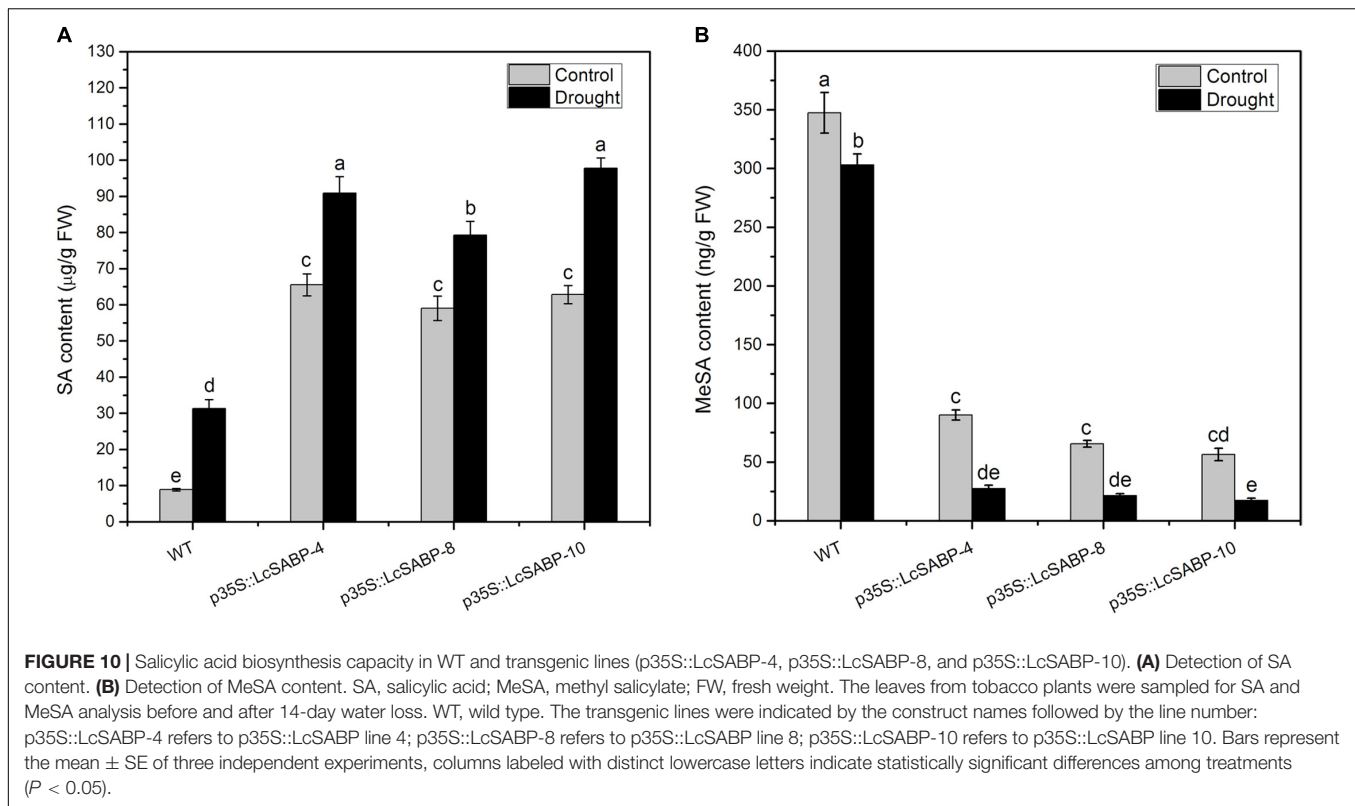 A
130
120
110
100
90
80
70
60
50
40
30
20
10
0
SA content (μg/g FW)
Control
Drought
e
d
c
a
c
b
c
a
WT
p35S::LcSABP-4
p35S::LcSABP-8
p35S::LcSABP-10
B
400
350
300
250
200
150
100
50
0
MeSA content (ng/g FW)
Control
Drought
a
b
c
de
c
de
cd
e
WT
p35S::LcSABP-4
p35S::LcSABP-8
p35S::LcSABP-10
FIGURE 10 | Salicylic acid biosynthesis capacity in WT and transgenic lines (p35S::LcSABP-4, p35S::LcSABP-8, and p35S::LcSABP-10). (A) Detection of SA
content. (B) Detection of MeSA content. SA, salicylic acid; MeSA, methyl salicylate; FW, fresh weight. The leaves from tobacco plants were sampled for SA and
MeSA analysis before and after 14-day water loss. WT, wild type. The transgenic lines were indicated by the construct names followed by the line number:
p35S::LcSABP-4 refers to p35S::LcSABP line 4; p35S::LcSABP-8 refers to p35S::LcSABP line 8; p35S::LcSABP-10 refers to p35S::LcSABP line 10. Bars represent
the mean ± SE of three independent experiments, columns labeled with distinct lowercase letters indicate statistically significant differences among treatments
(P < 0.05).